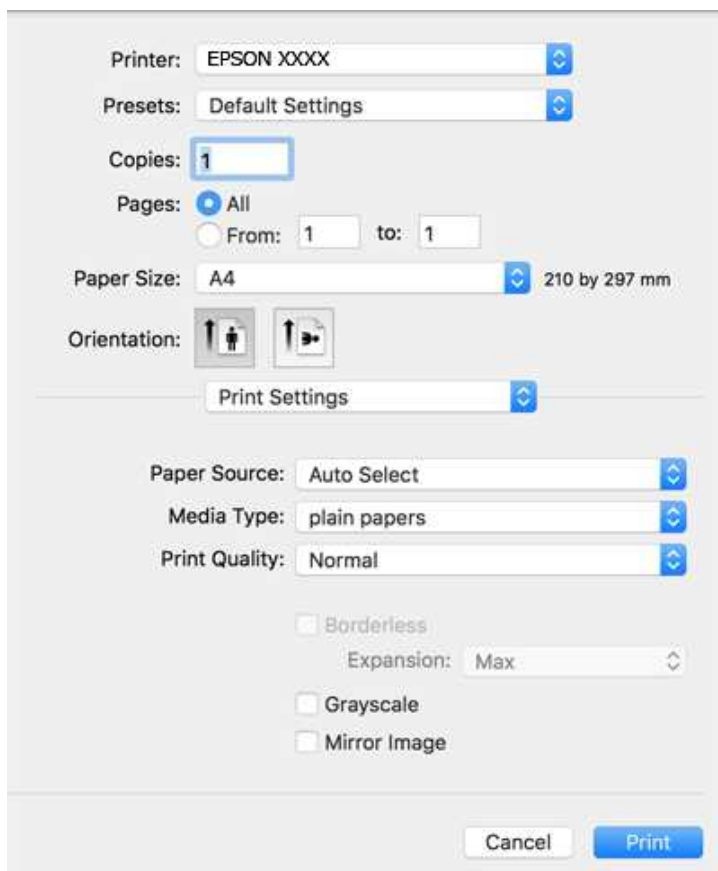 Printer: EPSON XXXX
Presets: Default Settings
Copies: 1
Pages: All
From: 1 to: 1
Paper Size: A4 210 by 297 mm
Orientation:
Print Settings
Paper Source: Auto Select
Media Type: plain papers
Print Quality: Normal
Borderless
Expansion: Max
Grayscale
Mirror Image
Cancel Print